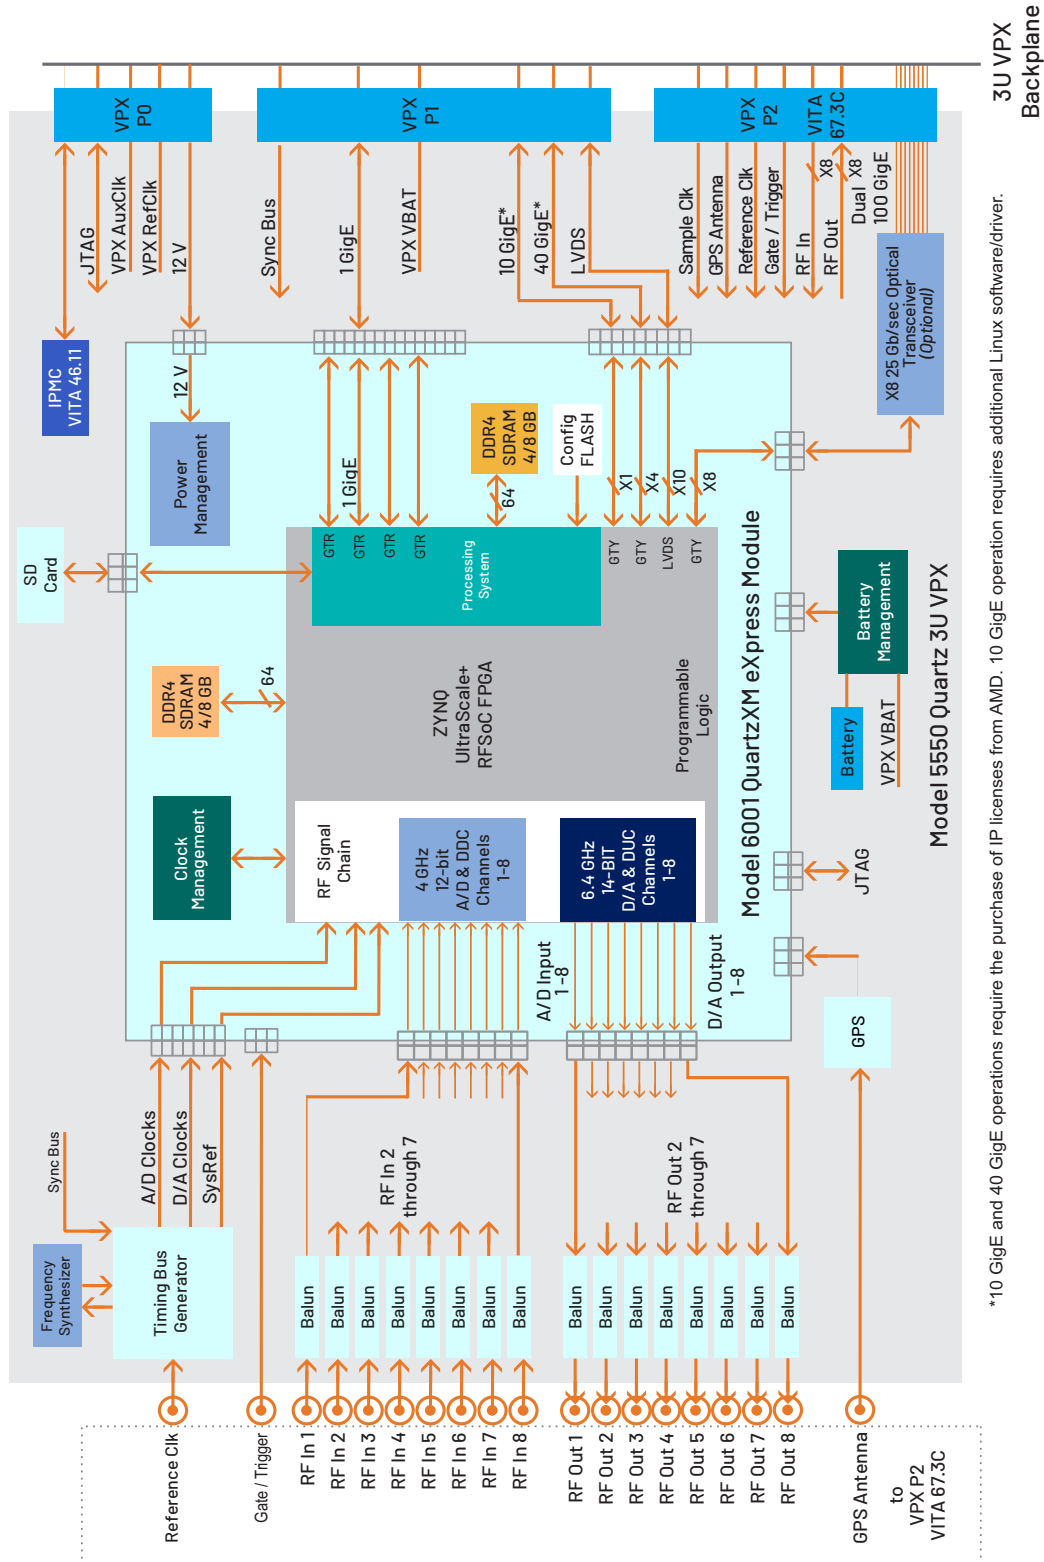 Reference Clk
Gate / Trigger
RF In 1
RF In 2
RF In 3
RF In 4
RF In 5
RF In 6
RF In 7
RF In 8
RF Out 1
RF Out 2
RF Out 3
RF Out 4
RF Out 5
RF Out 6
RF Out 7
RF Out 8
GPS Antenna
to
VPX P2
VITA 67.3C
Frequency
Synthesizer
Timing Bus
Generator
Sync Bus
A/D Clocks
D/A Clocks
SysRef
Balun
Balun
Balun
Balun
Balun
Balun
Balun
Balun
RF In 2
through 7
Balun
Balun
Balun
Balun
Balun
Balun
Balun
Balun
RF Out 2
through 7
GPS
A/D Input
1-8
D/A Output
1-8
Clock
Management
RF Signal
Chain
4 GHz
12-bit
A/D & DDC
Channels
1-8
6.4 GHz
14-BIT
D/A & DUC
Channels
1-8
DDR4
SDRAM
4/8 GB
64
ZYNQ
UltraScale+
RFSoC FPGA
Programmable
Logic
Model 6001 QuartzXM eXpress Module
JTAG
Battery
VPX VBAT
Battery
Management
Model 5550 Quartz 3U VPX
SD
Card
Processing
System
GTR
GTR
GTR
GTR
GTY
GTY
LVDS
GTY
1 GigE
64
DDR4
SDRAM
4/8 GB
Config
FLASH
X1
X4
X10
X8
Power
Management
12 V
IPMC
VITA 46.11
X8 25 Gb/sec Optical
Transceiver
(Optional)
JTAG
VPX AuxClk
VPX RefClk
12 V
Sync Bus
1 GigE
VPX VBAT
10 GigE*
40 GigE*
LVDS
Sample Clk
GPS Antenna
Reference Clk
Gate / Trigger
RF In
X8
RF Out
X8
Dual
100 GigE
VPX
P0
VPX
P1
VPX
P2
VITA
67.3C
3U VPX
Backplane
*10 GigE and 40 GigE operations require the purchase of IP licenses from AMD. 10 GigE operation requires additional Linux software/driver.